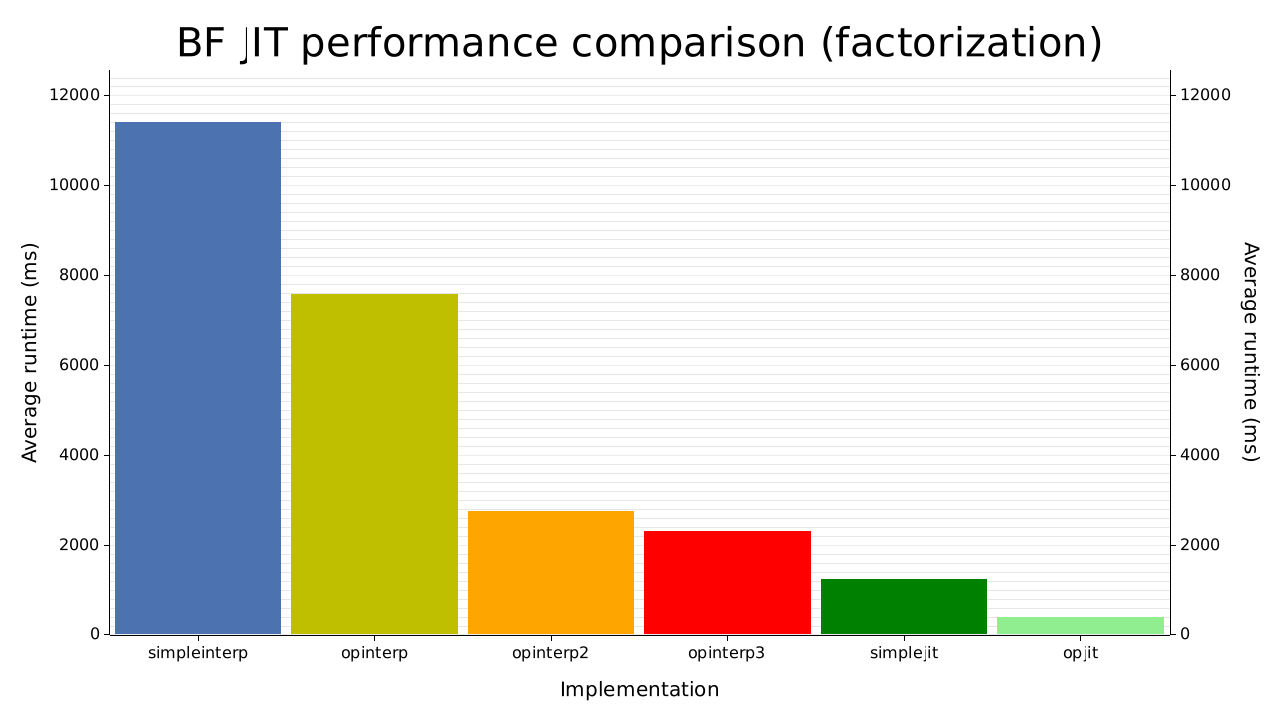 BF JIT performance comparison (factorization)
12000
10000
8000
6000
4000
2000
0
Average runtime (ms)
12000
10000
8000
6000
4000
2000
0
Average runtime (ms)
simpleinterp
opinterp
opinterp2
opinterp3
simplejit
opjit
Implementation